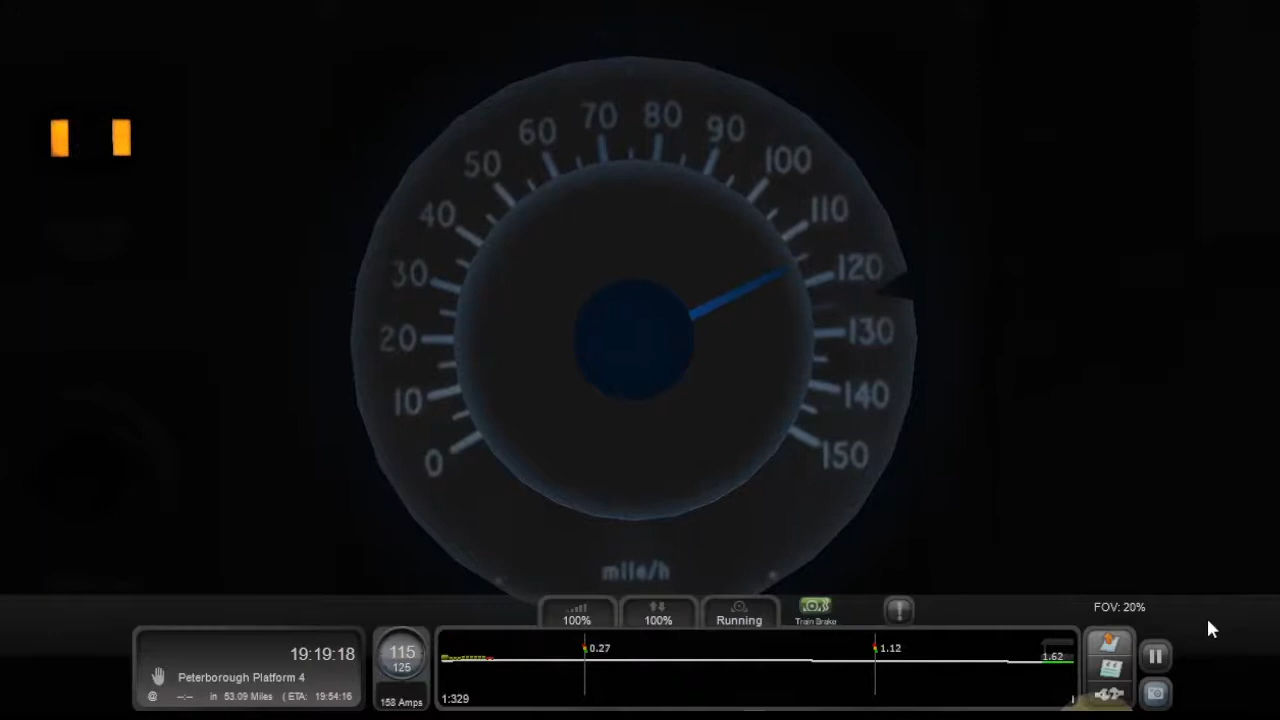 70 80
60 90
50 100
40 110
30 120
20 130
10 140
0 150
mile/h
FOV: 20%
100% 100% Running Train Brake
19:19:18
Peterborough Platform 4
@ --:-- in 53.09 Miles ( ETA: 19:54:16
115
125
158 Amps
0.27 1.12 1.62
1:329